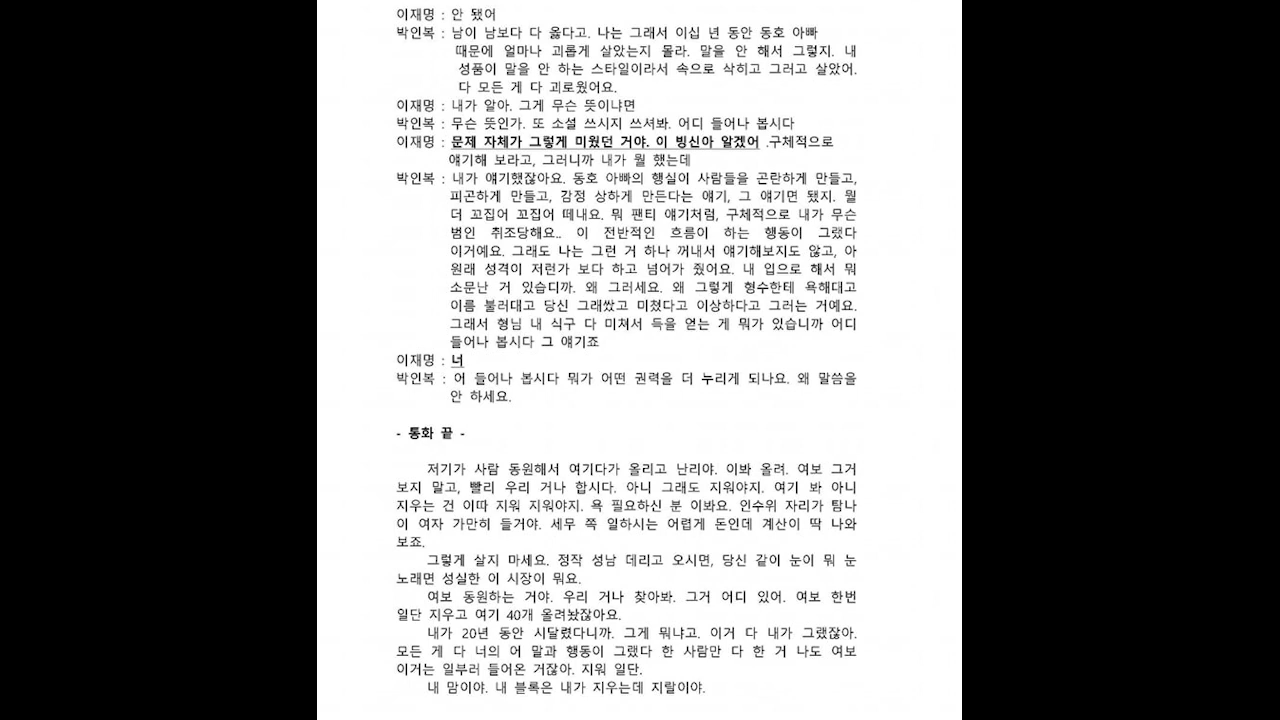 이재명 : 안 됐어
박인복 : 남이 남보다 다 옳다고. 나는 그래서 이십 년 동안 동호 아빠
때문에 얼마나 괴롭게 살았는지 몰라. 말을 안 해서 그렇지. 내
성품이 말을 안 하는 스타일이라서 속으로 삭히고 그러고 살았어.
다 모든 게 다 괴로웠어요.
이재명 : 내가 알아. 그게 무슨 뜻이냐면
박인복 : 무슨 뜻인가. 또 소설 쓰시지 쓰셔봐. 어디 들어나 봅시다
이재명 : 문제 자체가 그렇게 미웠던 거야. 이 빙신아 알겠어 .구체적으로
얘기해 보라고, 그러니까 내가 뭘 했는데
박인복 : 내가 얘기했잖아요. 동호 아빠의 행실이 사람들을 곤란하게 만들고,
피곤하게 만들고, 감정 상하게 만든다는 얘기, 그 얘기면 됐지. 뭘
더 꼬집어 꼬집어 떼내요. 뭐 팬티 얘기처럼, 구체적으로 내가 무슨
범인 취조당해요.. 이 전반적인 흐름이 하는 행동이 그랬다
이거예요. 그래도 나는 그런 거 하나 꺼내서 얘기해보지도 않고, 아
원래 성격이 저런가 보다 하고 넘어가 줬어요. 내 입으로 해서 뭐
소문난 거 있습디까. 왜 그러세요. 왜 그렇게 형수한테 욕해대고
이름 불러대고 당신 그래쌌고 미쳤다고 이상하다고 그러는 거예요.
그래서 형님 내 식구 다 미쳐서 득을 얻는 게 뭐가 있습니까 어디
들어나 봅시다 그 얘기죠
이재명 : 너
박인복 : 어 들어나 봅시다 뭐가 어떤 권력을 더 누리게 되나요. 왜 말씀을
안 하세요.
- 통화 끝 -
저기가 사람 동원해서 여기다가 올리고 난리야. 이봐 올려. 여보 그거
보지 말고, 빨리 우리 거나 합시다. 아니 그래도 지워야지. 여기 봐 아니
지우는 건 이따 지워 지워야지. 욕 필요하신 분 이봐요. 인수위 자리가 탐나
이 여자 가만히 들거야. 세무 쪽 일하시는 어렵게 돈인데 계산이 딱 나와
보죠.
그렇게 살지 마세요. 정작 성남 데리고 오시면, 당신 같이 눈이 뭐 눈
노래면 성실한 이 시장이 뭐요.
여보 동원하는 거야. 우리 거나 찾아봐. 그거 어디 있어. 여보 한번
일단 지우고 여기 40개 올려놨잖아요.
내가 20년 동안 시달렸다니까. 그게 뭐냐고. 이거 다 내가 그랬잖아.
모든 게 다 너의 어 말과 행동이 그랬다 한 사람만 다 한 거 나도 여보
이거는 일부러 들어온 거잖아. 지워 일단.
내 맘이야. 내 블록은 내가 지우는데 지랄이야.